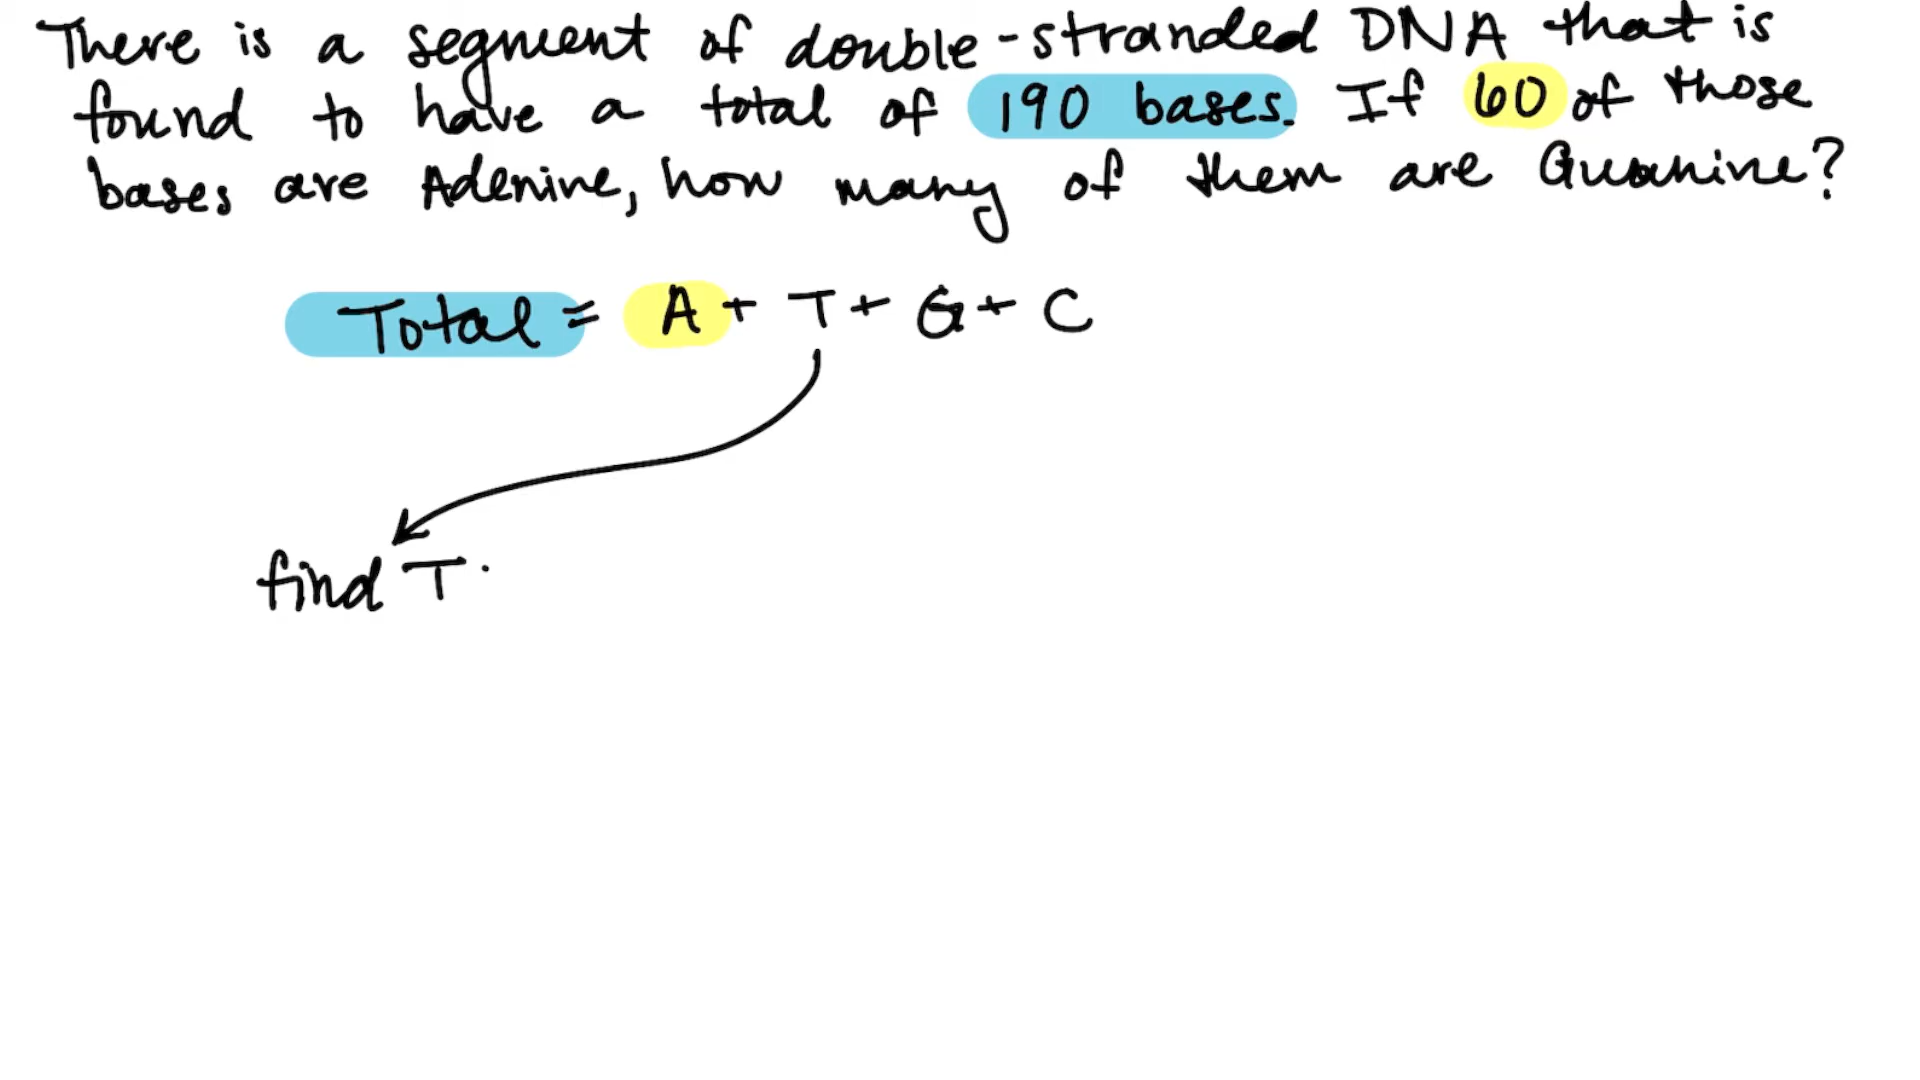 There is a segment of double-stranded DNA that is
found to have a total of 190 bases. If 60 of those
bases are Adenine, how many of them are Guanine?
Total = A + T + G + C
find T